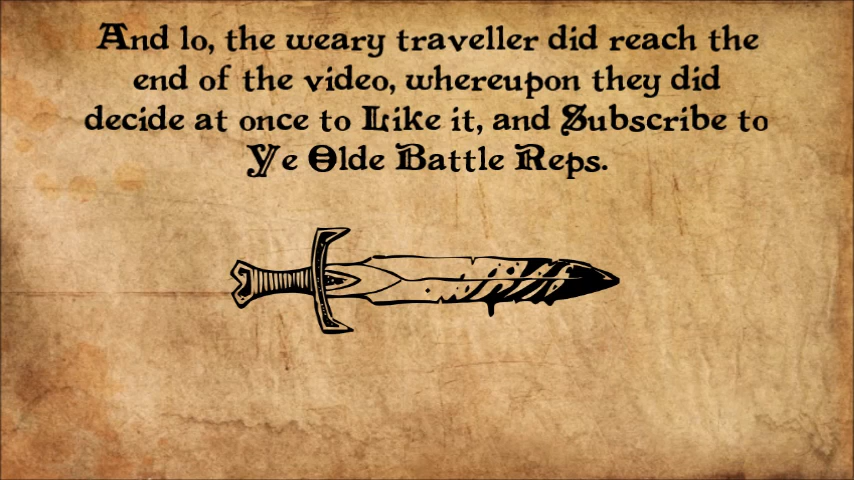 And lo, the weary traveller did reach the
end of the video, whereupon they did
decide at once to Like it, and Subscribe to
Ye Olde Battle Reps.